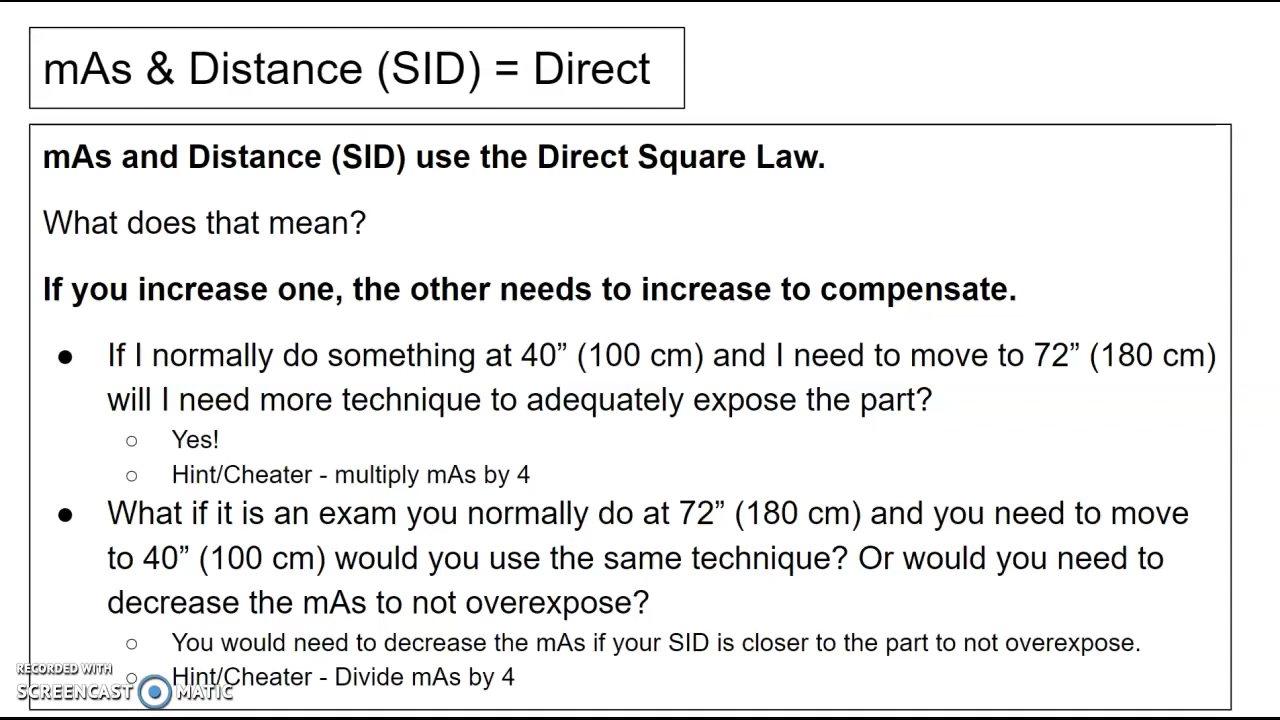 mAs & Distance (SID) = Direct
mAs and Distance (SID) use the Direct Square Law.
What does that mean?
If you increase one, the other needs to increase to compensate.
● If I normally do something at 40” (100 cm) and I need to move to 72” (180 cm)
will I need more technique to adequately expose the part?
○ Yes!
○ Hint/Cheater - multiply mAs by 4
● What if it is an exam you normally do at 72” (180 cm) and you need to move
to 40” (100 cm) would you use the same technique? Or would you need to
decrease the mAs to not overexpose?
○ You would need to decrease the mAs if your SID is closer to the part to not overexpose.
○ Hint/Cheater - Divide mAs by 4
RECORDED WITH
SCREENCAST MATIC